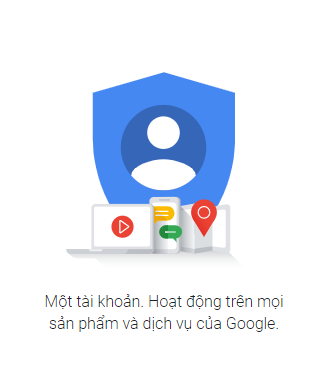 Một tài khoản. Hoạt động trên mọi
sản phẩm và dịch vụ của Google.